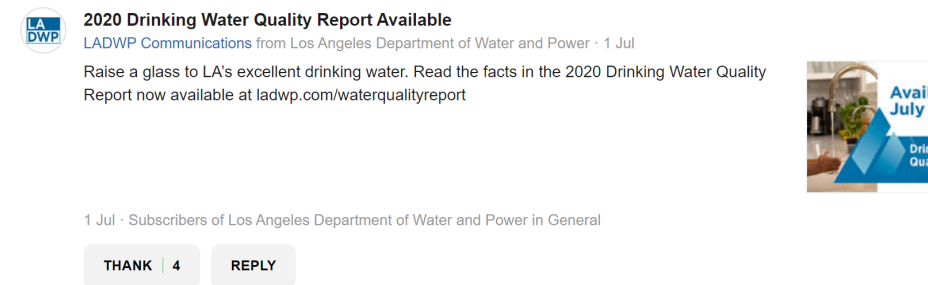 LA
DWP
2020 Drinking Water Quality Report Available
LADWP Communications from Los Angeles Department of Water and Power · 1 Jul
Raise a glass to LA’s excellent drinking water. Read the facts in the 2020 Drinking Water Quality
Report now available at ladwp.com/waterqualityreport
July
1 Jul · Subscribers of Los Angeles Department of Water and Power in General
THANK | 4 REPLY